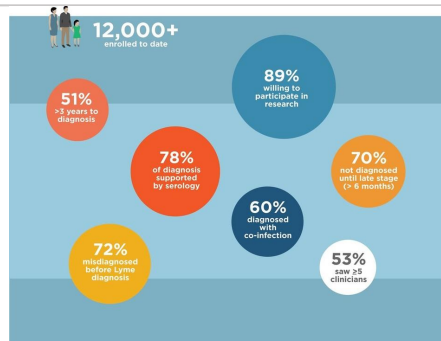 12,000+
enrolled to date
89%
willing to
participate in
research
51%
>3 years to
diagnosis
78%
of diagnosis
supported
by serology
70%
not diagnosed
until late stage
(> 6 months)
60%
diagnosed
with
co-infection
72%
misdiagnosed
before Lyme
diagnosis
53%
saw ≥5
clinicians